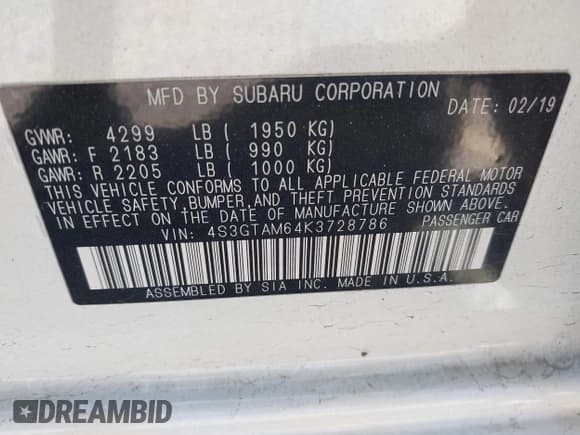 MFD BY SUBARU CORPORATION
DATE: 02/19
GVWR: 4299 LB ( 1950 KG)
GAWR: F 2183 LB ( 990 KG)
GAWR: R 2205 LB ( 1000 KG)
THIS VEHICLE CONFORMS TO ALL APPLICABLE FEDERAL MOTOR
VEHICLE SAFETY, BUMPER, AND THEFT PREVENTION STANDARDS
IN EFFECT ON THE DATE OF MANUFACTURE SHOWN ABOVE.
VIN: 4S3GTAM64K3728786 PASSENGER CAR
ASSEMBLED BY SIA INC. MADE IN U.S.A.
DREAMBID